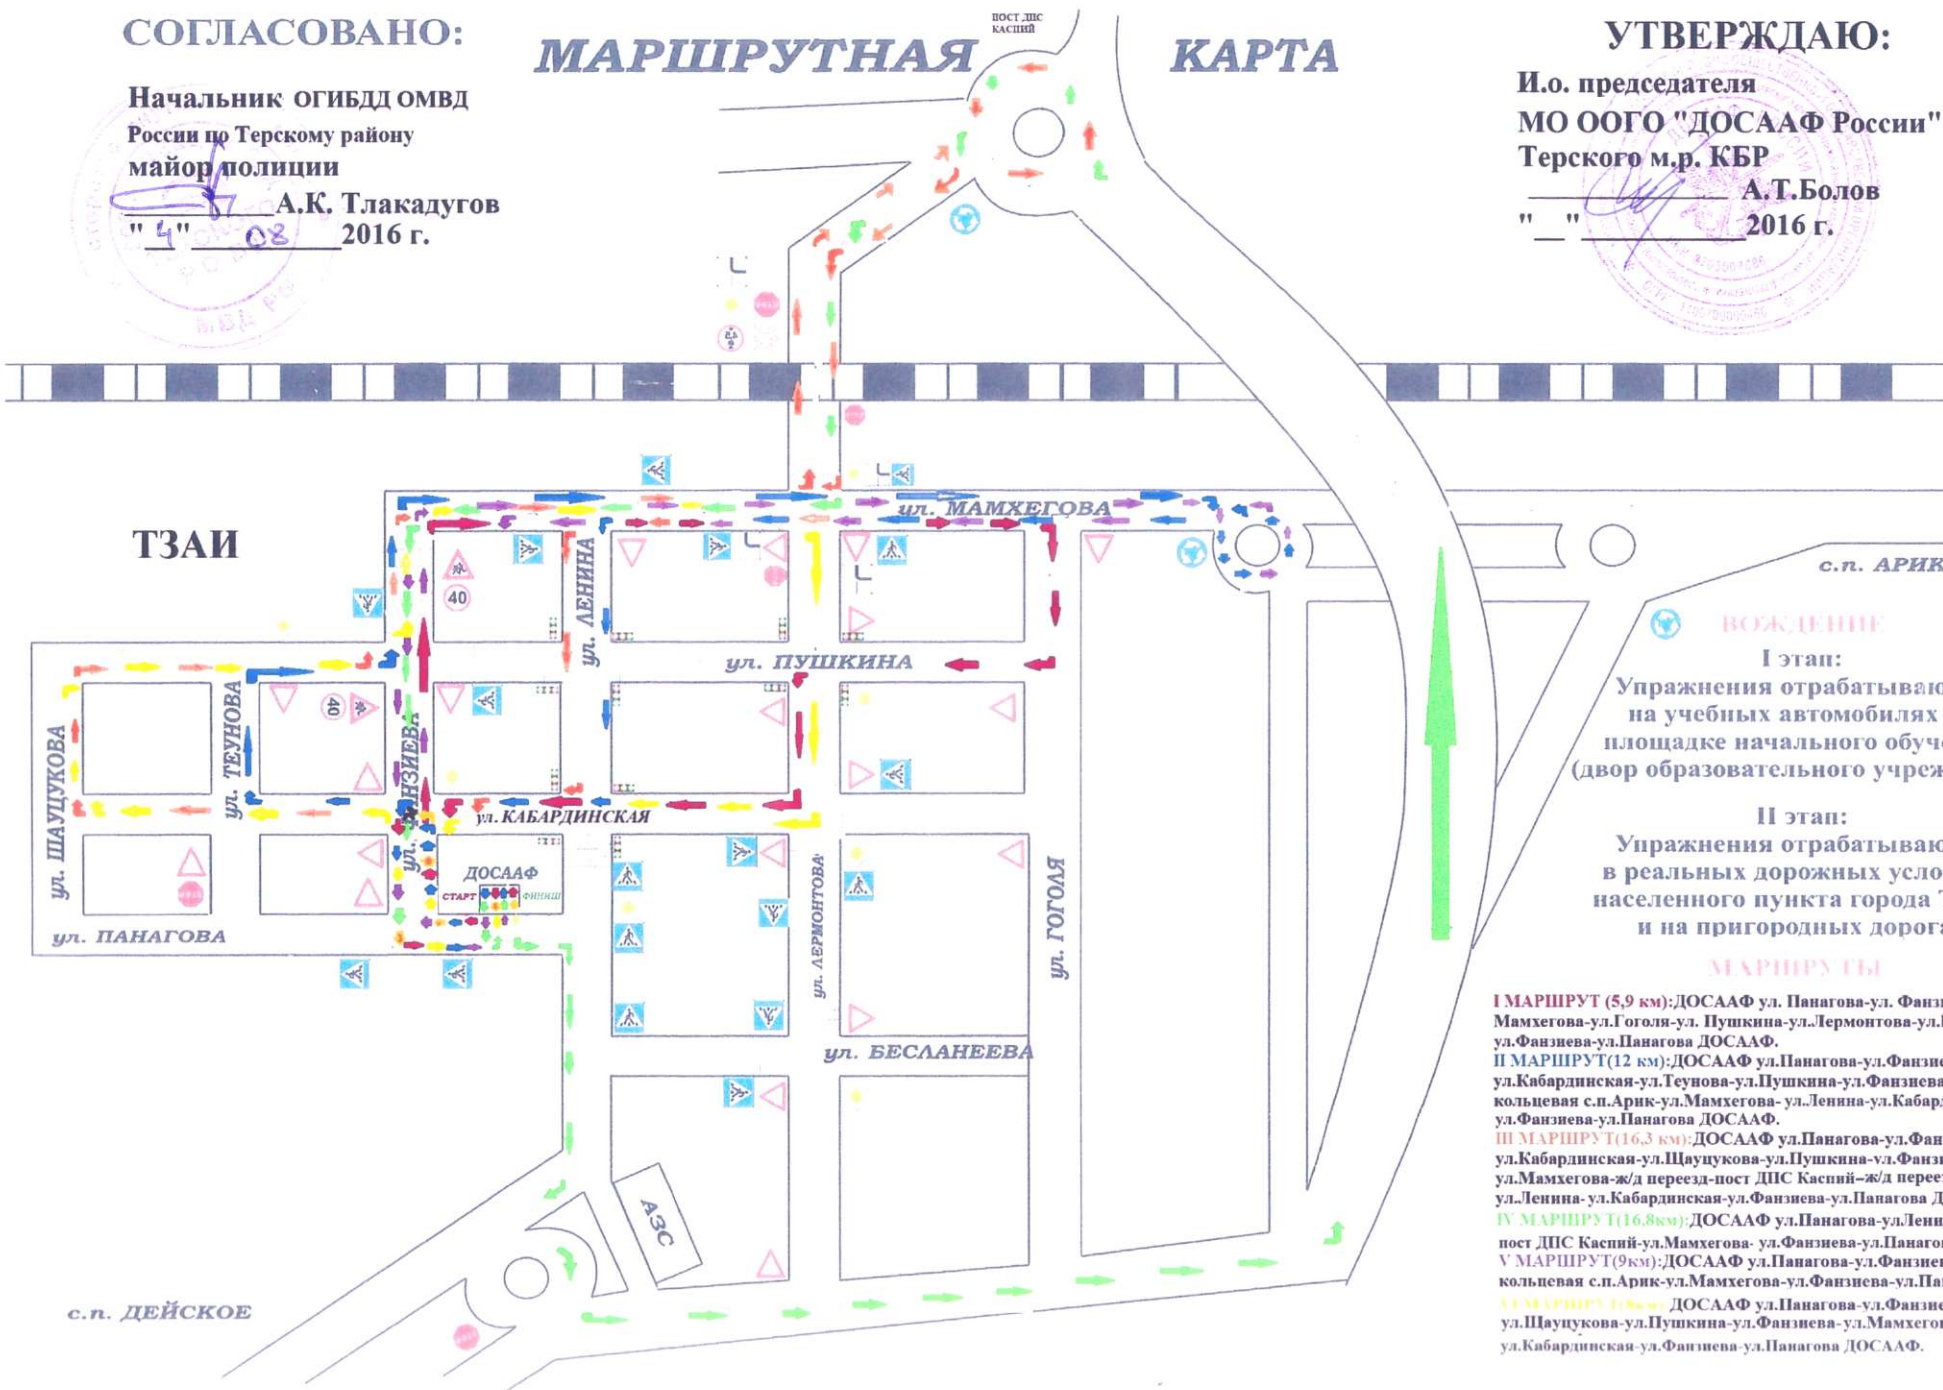 СОГЛАСОВАНО:
Начальник ОГИБДД ОМВД
России по Терскому району
майор полиции
А.К. Тлакадугов
"4" 08 2016 г.
МАРШРУТНАЯ КАРТА
ПОСТ ДПС
КАСПИЙ
УТВЕРЖДАЮ:
И.о. председателя
МО ООГО "ДОСААФ России"
Терского м.р. КБР
А.Т.Болов
"__" 2016 г.
ТЗАИ
ул. МАМХЕГОВА
ул. ЛЕНИНА
40
ул. ПУШКИНА
40
ул. ШАУЦУКОВА
ул. ТЕУНОВА
ул. ФАНЗИЕВА
ул. КАБАРДИНСКАЯ
ДОСААФ
СТАРТ
ФИНИШ
ул. ПАНАГОВА
ул. ЛЕРМОНТОВА
ул. ГОГОЛЯ
ул. БЕСЛАНЕЕВА
АЗС
с.п. ДЕЙСКОЕ
с.п. АРИК
ВОЖДЕНИЕ
I этап:
Упражнения отрабатываю
на учебных автомобилях
площадке начального обуч
(двор образовательного учреж
II этап:
Упражнения отрабатываю
в реальных дорожных усло
населенного пункта города
и на пригородных дорога
МАРШРУТЫ
I МАРШРУТ (5,9 км):ДОСААФ ул. Панагова-ул. Фанзи
Мамхегова-ул.Гоголя-ул. Пушкина-ул.Лермонтова-ул.
ул.Фанзиева-ул.Панагова ДОСААФ.
II МАРШРУТ(12 км):ДОСААФ ул.Панагова-ул.Фанзие
ул.Кабардинская-ул.Теунова-ул.Пушкина-ул.Фанзиева
кольцевая с.п.Арик-ул.Мамхегова- ул.Ленина-ул.Кабард
ул.Фанзиева-ул.Панагова ДОСААФ.
III МАРШРУТ(16,3 км):ДОСААФ ул.Панагова-ул.Фан
ул.Кабардинская-ул.Щауцукова-ул.Пушкина-ул.Фанзи
ул.Мамхегова-ж/д переезд-пост ДПС Каспий–ж/д перее
ул.Ленина- ул.Кабардинская-ул.Фанзиева-ул.Панагова Д
IV МАРШРУТ(16,8км):ДОСААФ ул.Панагова-ул.Лени
пост ДПС Каспий-ул.Мамхегова- ул.Фанзиева-ул.Панаго
V МАРШРУТ(9км):ДОСААФ ул.Панагова-ул.Фанзие
кольцевая с.п.Арик-ул.Мамхегова-ул.Фанзиева-ул.Па
VI МАРШРУТ ДОСААФ ул.Панагова-ул.Фанзие
ул.Щауцукова-ул.Пушкина-ул.Фанзиева-ул.Мамхего
ул.Кабардинская-ул.Фанзиева-ул.Панагова ДОСААФ.